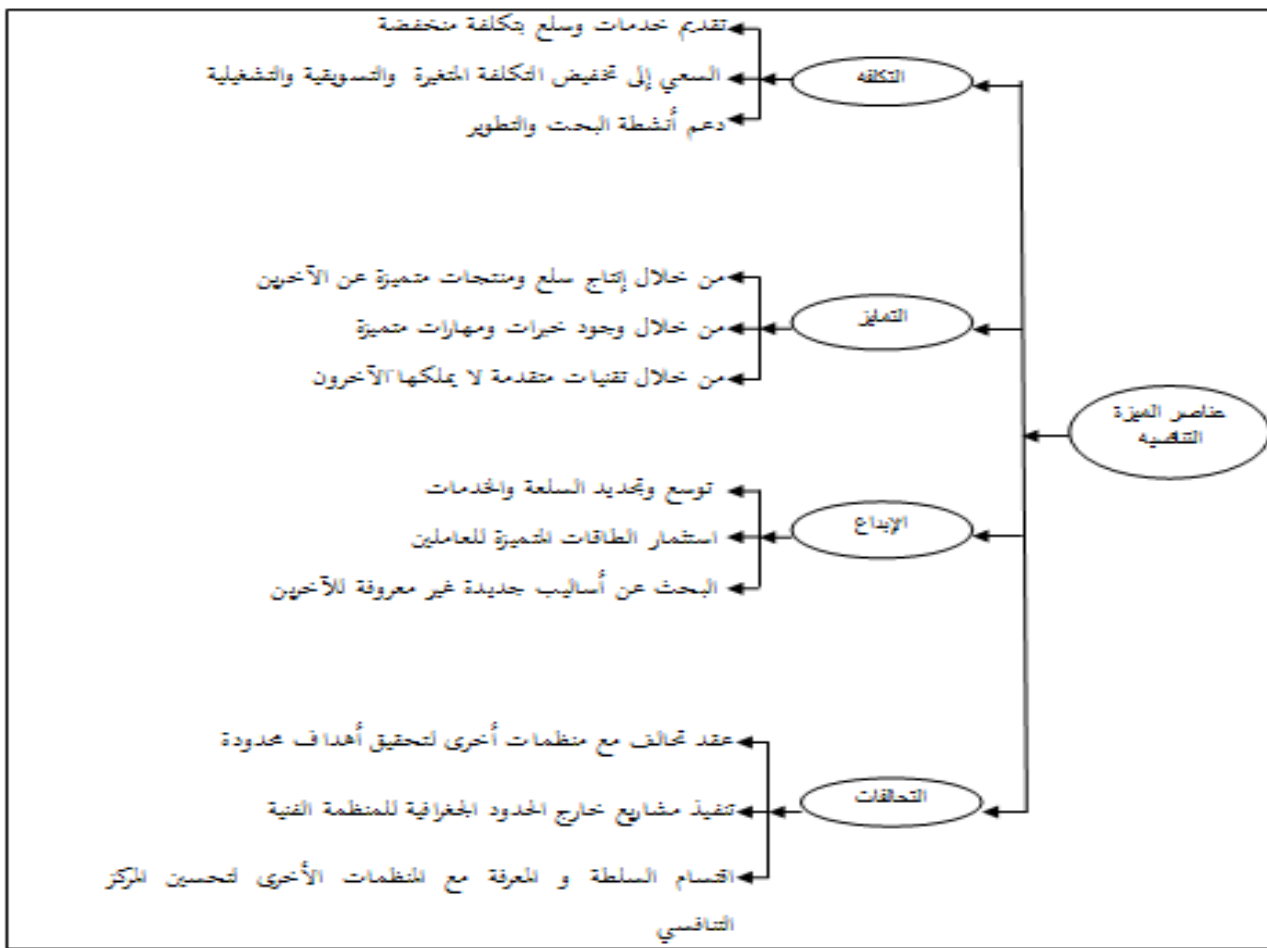 عناصر الميزة
التنافسيه
التكلفه
تقديم خدمات وسلع بتكلفة منخفضة
السعي إلى تخفيض التكلفة المتغيرة والتسويقية والتشغيلية
دعم أنشطة البحث والتطوير
التمايز
من خلال إنتاج سلع ومنتجات متميزة عن الآخرين
من خلال وجود خبرات ومهارات متميزة
من خلال تقنيات متقدمة لا يملكها الآخرون
الإبداع
توسع وتجديد السلعة والخدمات
استثمار الطاقات المتميزة للعاملين
البحث عن أساليب جديدة غير معروفة للآخرين
التحالفات
عقد تحالف مع منظمات أخرى لتحقيق أهداف محدودة
تنفيذ مشاريع خارج الحدود الجغرافية للمنظمة الفنية
اقتسام السلطة و المعرفة مع المنظمات الأخرى لتحسين المركز
التنافسي